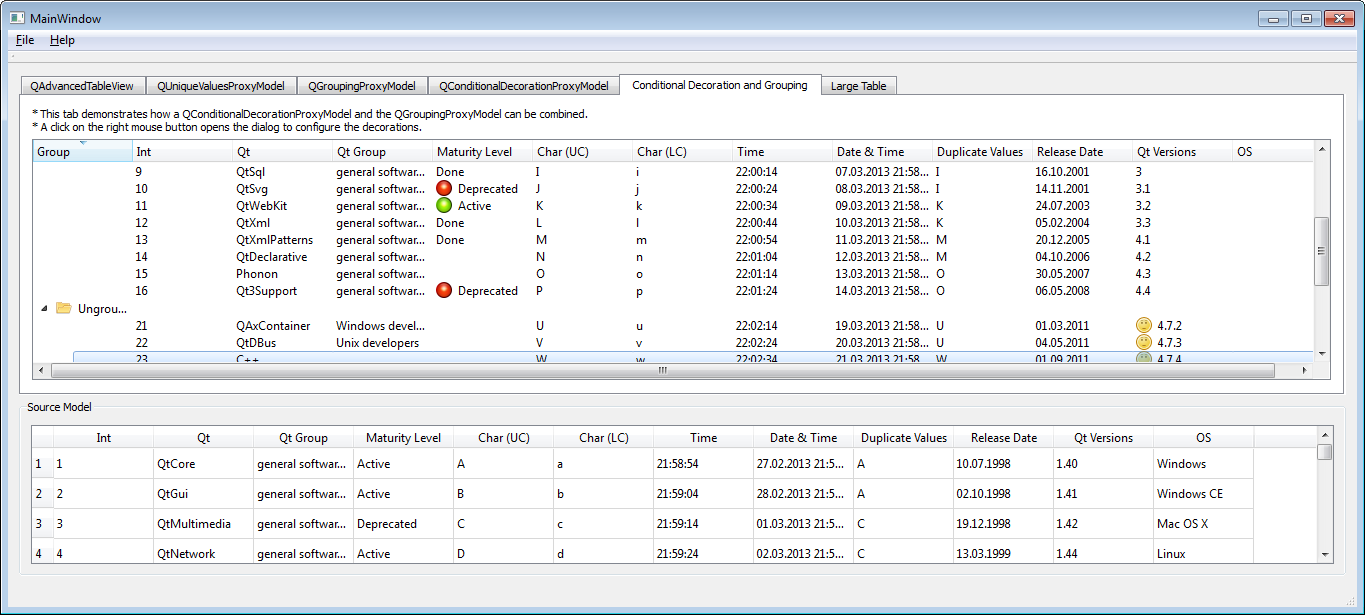 MainWindow
File Help
QAdvancedTableView QUniqueValuesProxyModel QGroupingProxyModel QConditionalDecorationProxyModel Conditional Decoration and Grouping Large Table
* This tab demonstrates how a QConditionalDecorationProxyModel and the QGroupingProxyModel can be combined.
* A click on the right mouse button opens the dialog to configure the decorations.
Group Int Qt Qt Group Maturity Level Char (UC) Char (LC) Time Date & Time Duplicate Values Release Date Qt Versions OS
9 QtSql general softwar... Done I i 22:00:14 07.03.2013 21:58... I 16.10.2001 3
10 QtSvg general softwar... Deprecated J j 22:00:24 08.03.2013 21:58... I 14.11.2001 3.1
11 QtWebKit general softwar... Active K k 22:00:34 09.03.2013 21:58... K 24.07.2003 3.2
12 QtXml general softwar... Done L l 22:00:44 10.03.2013 21:58... K 05.02.2004 3.3
13 QtXmlPatterns general softwar... Done M m 22:00:54 11.03.2013 21:58... M 20.12.2005 4.1
14 QtDeclarative general softwar... N n 22:01:04 12.03.2013 21:58... M 04.10.2006 4.2
15 Phonon general softwar... O o 22:01:14 13.03.2013 21:58... O 30.05.2007 4.3
16 Qt3Support general softwar... Deprecated P p 22:01:24 14.03.2013 21:58... O 06.05.2008 4.4
Ungrou...
21 QAxContainer Windows devel... U u 22:02:14 19.03.2013 21:58... U 01.03.2011 4.7.2
22 QtDBus Unix developers V v 22:02:24 20.03.2013 21:58... U 04.05.2011 4.7.3
23 C++ W w 22:02:34 21.03.2013 21:58... W 01.09.2011 4.7.4
Source Model
Int Qt Qt Group Maturity Level Char (UC) Char (LC) Time Date & Time Duplicate Values Release Date Qt Versions OS
1 1 QtCore general softwar... Active A a 21:58:54 27.02.2013 21:5... A 10.07.1998 1.40 Windows
2 2 QtGui general softwar... Active B b 21:59:04 28.02.2013 21:5... A 02.10.1998 1.41 Windows CE
3 3 QtMultimedia general softwar... Deprecated C c 21:59:14 01.03.2013 21:5... C 19.12.1998 1.42 Mac OS X
4 4 QtNetwork general softwar... Active D d 21:59:24 02.03.2013 21:5... C 13.03.1999 1.44 Linux